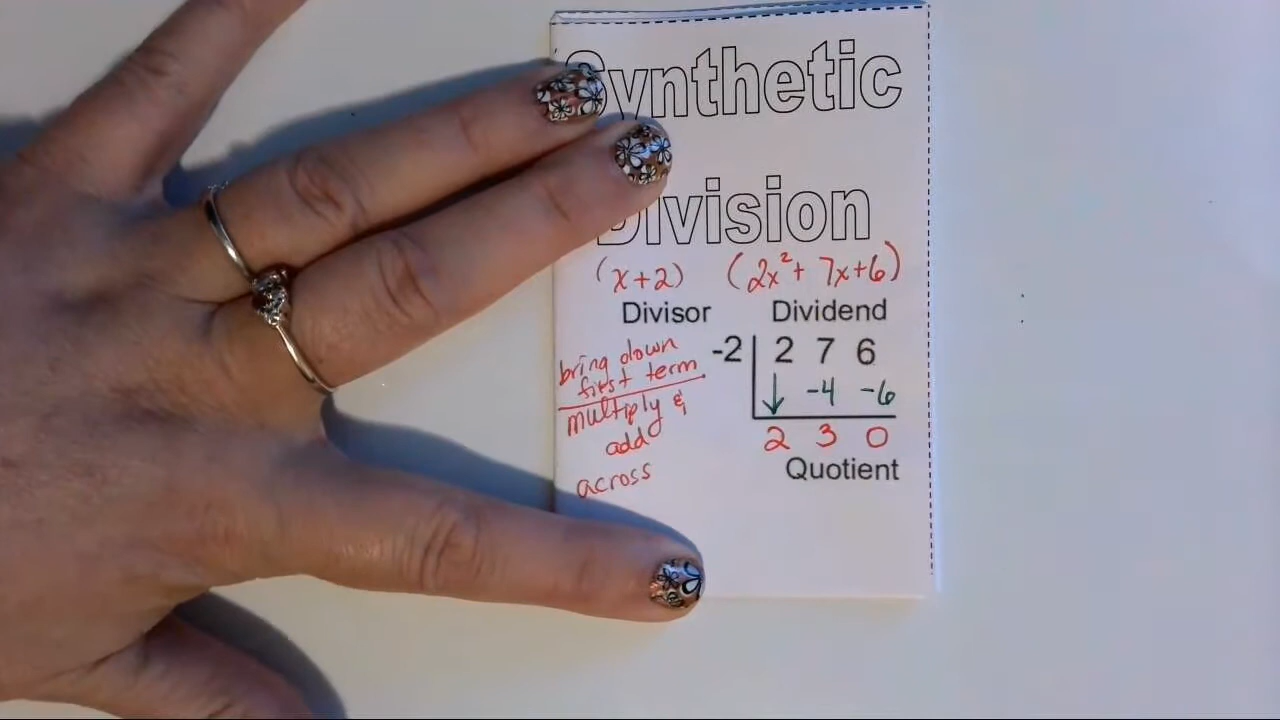 Synthetic
Division
(x+2) (2x²+ 7x+6)
Divisor Dividend
bring down
first term
multiply &
add
across
-2 2 7 6
↓ -4 -6
2 3 0
Quotient